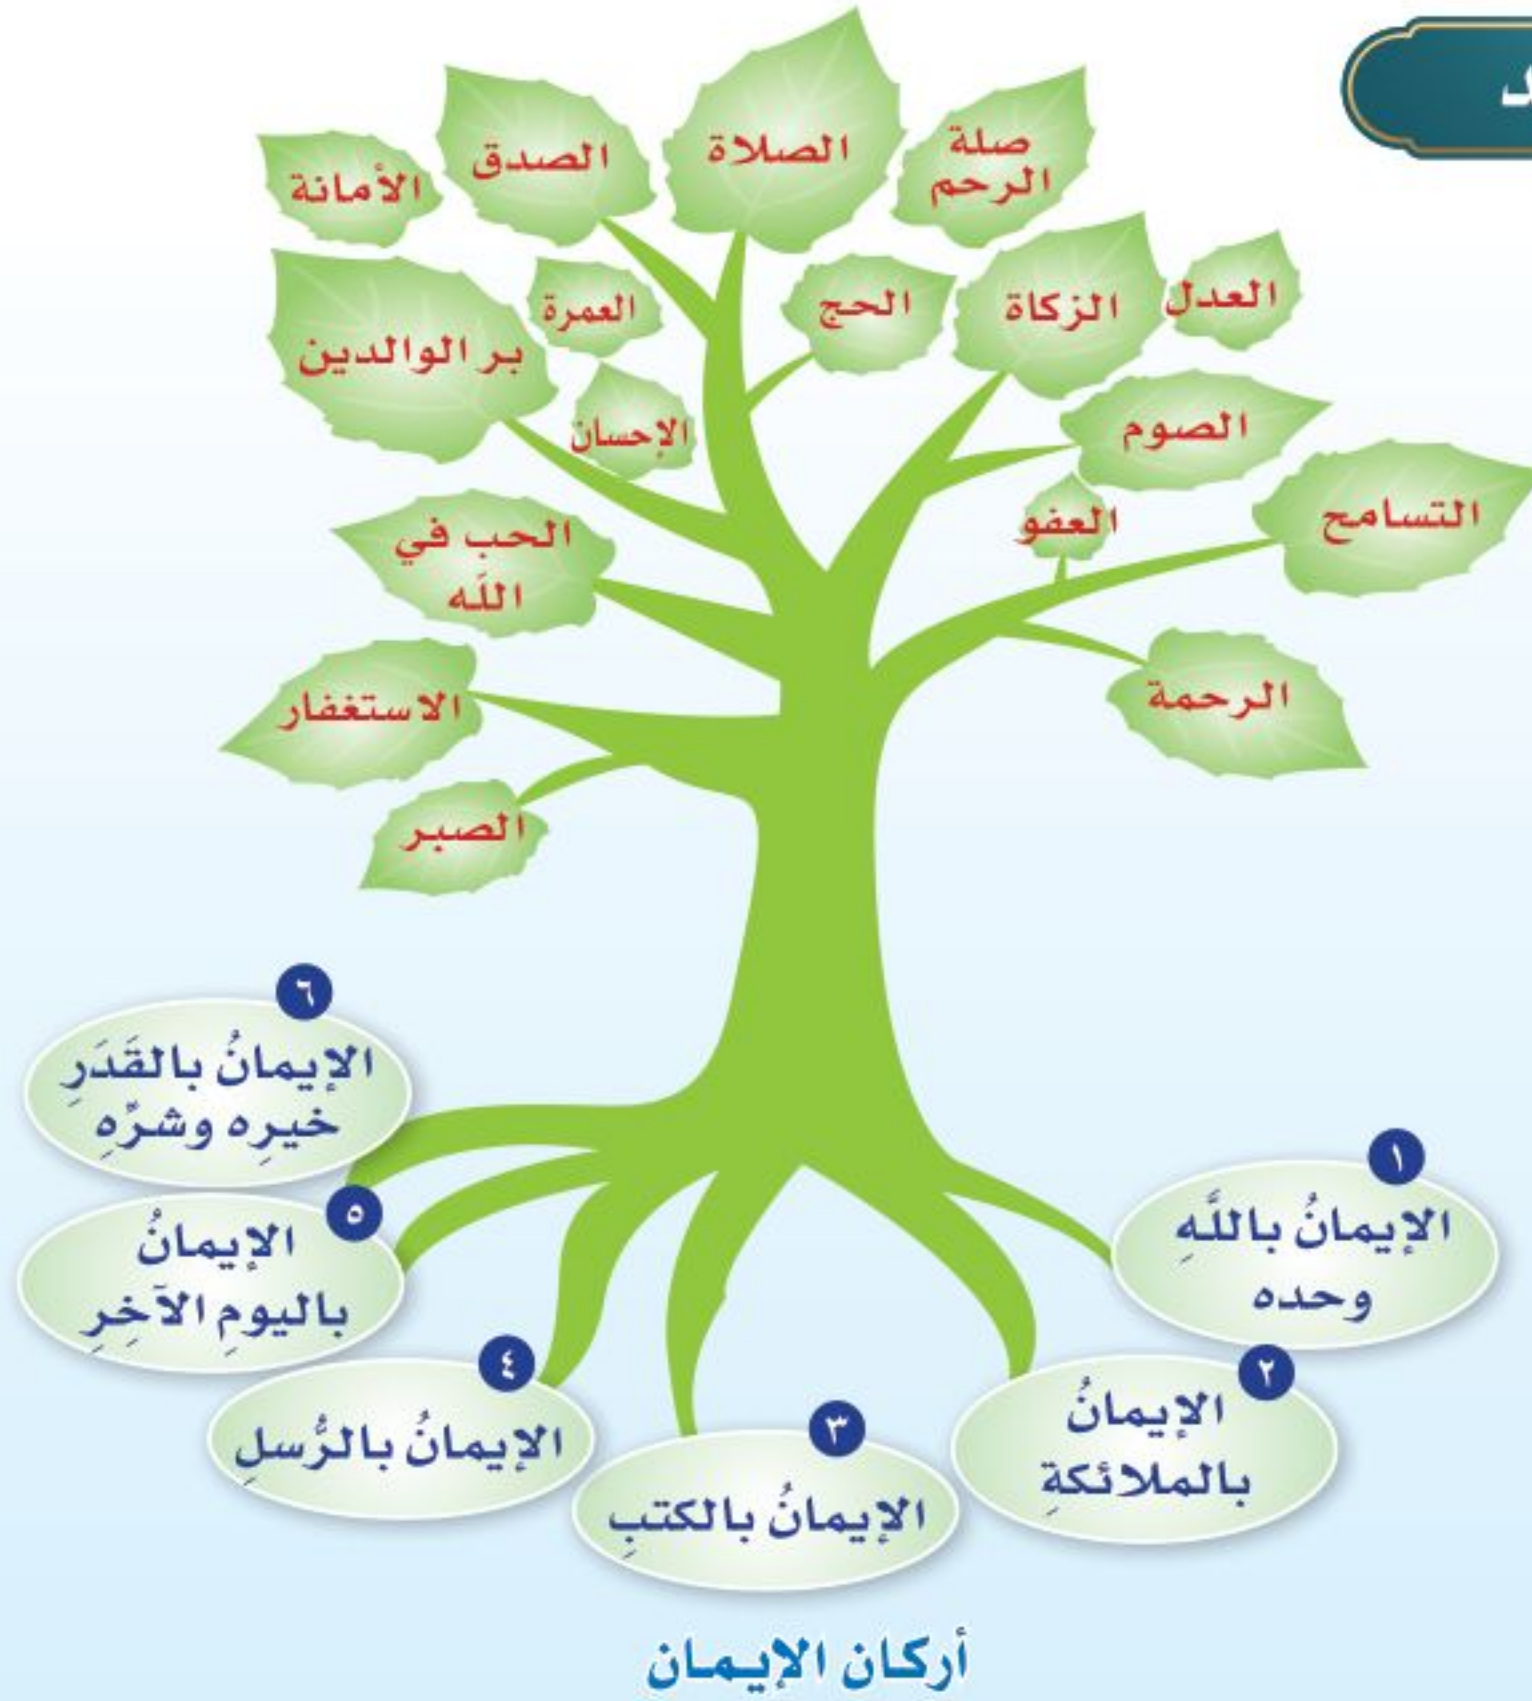 صلة
الرحم
الصلاة
الصدق
الأمانة
العدل
الزكاة
الحج
العمرة
بر الوالدين
الصوم
الإحسان
التسامح
العفو
الحب في
اللَّه
الرحمة
الاستغفار
الصبر
١
الإيمانُ باللَّهِ
وحده
٢
الإيمانُ
بالملائكةِ
٣
الإيمانُ بالكتبِ
٤
الإيمانُ بالرُّسلِ
٥
الإيمانُ
باليومِ الآخِرِ
٦
الإيمانُ بالقَدَرِ
خيرِه وشرِّهِ
أركان الإيمان